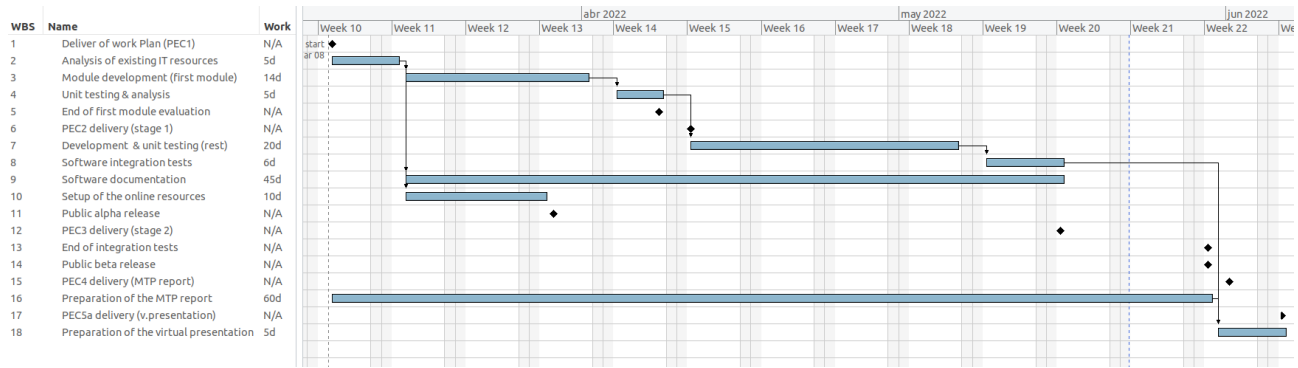 abr 2022 may 2022 jun 2022
WBS Name Work Week 10 Week 11 Week 12 Week 13 Week 14 Week 15 Week 16 Week 17 Week 18 Week 19 Week 20 Week 21 Week 22 We
1 Deliver of work Plan (PEC1) N/A start
ar 08
2 Analysis of existing IT resources 5d
3 Module development (first module) 14d
4 Unit testing & analysis 5d
5 End of first module evaluation N/A
6 PEC2 delivery (stage 1) N/A
7 Development & unit testing (rest) 20d
8 Software integration tests 6d
9 Software documentation 45d
10 Setup of the online resources 10d
11 Public alpha release N/A
12 PEC3 delivery (stage 2) N/A
13 End of integration tests N/A
14 Public beta release N/A
15 PEC4 delivery (MTP report) N/A
16 Preparation of the MTP report 60d
17 PEC5a delivery (v.presentation) N/A
18 Preparation of the virtual presentation 5d